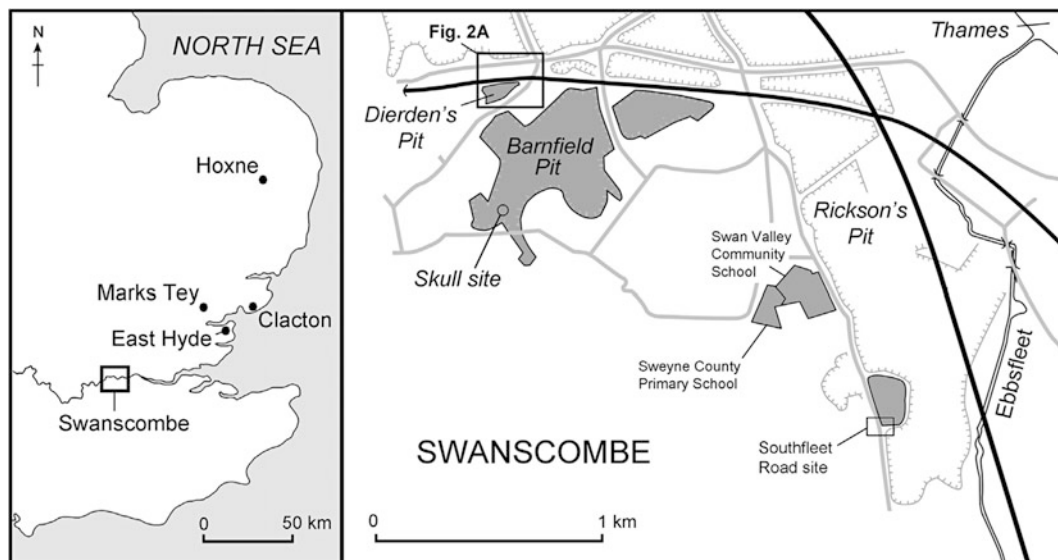 N
NORTH SEA
Hoxne
Marks Tey
Clacton
East Hyde
Swanscombe
0
50 km
Fig. 2A
Thames
Dierden's
Pit
Barnfield
Pit
Rickson's
Pit
Skull site
Swan Valley
Community
School
Sweyne County
Primary School
Ebbsfleet
Southfleet
Road site
SWANSCOMBE
0
1 km